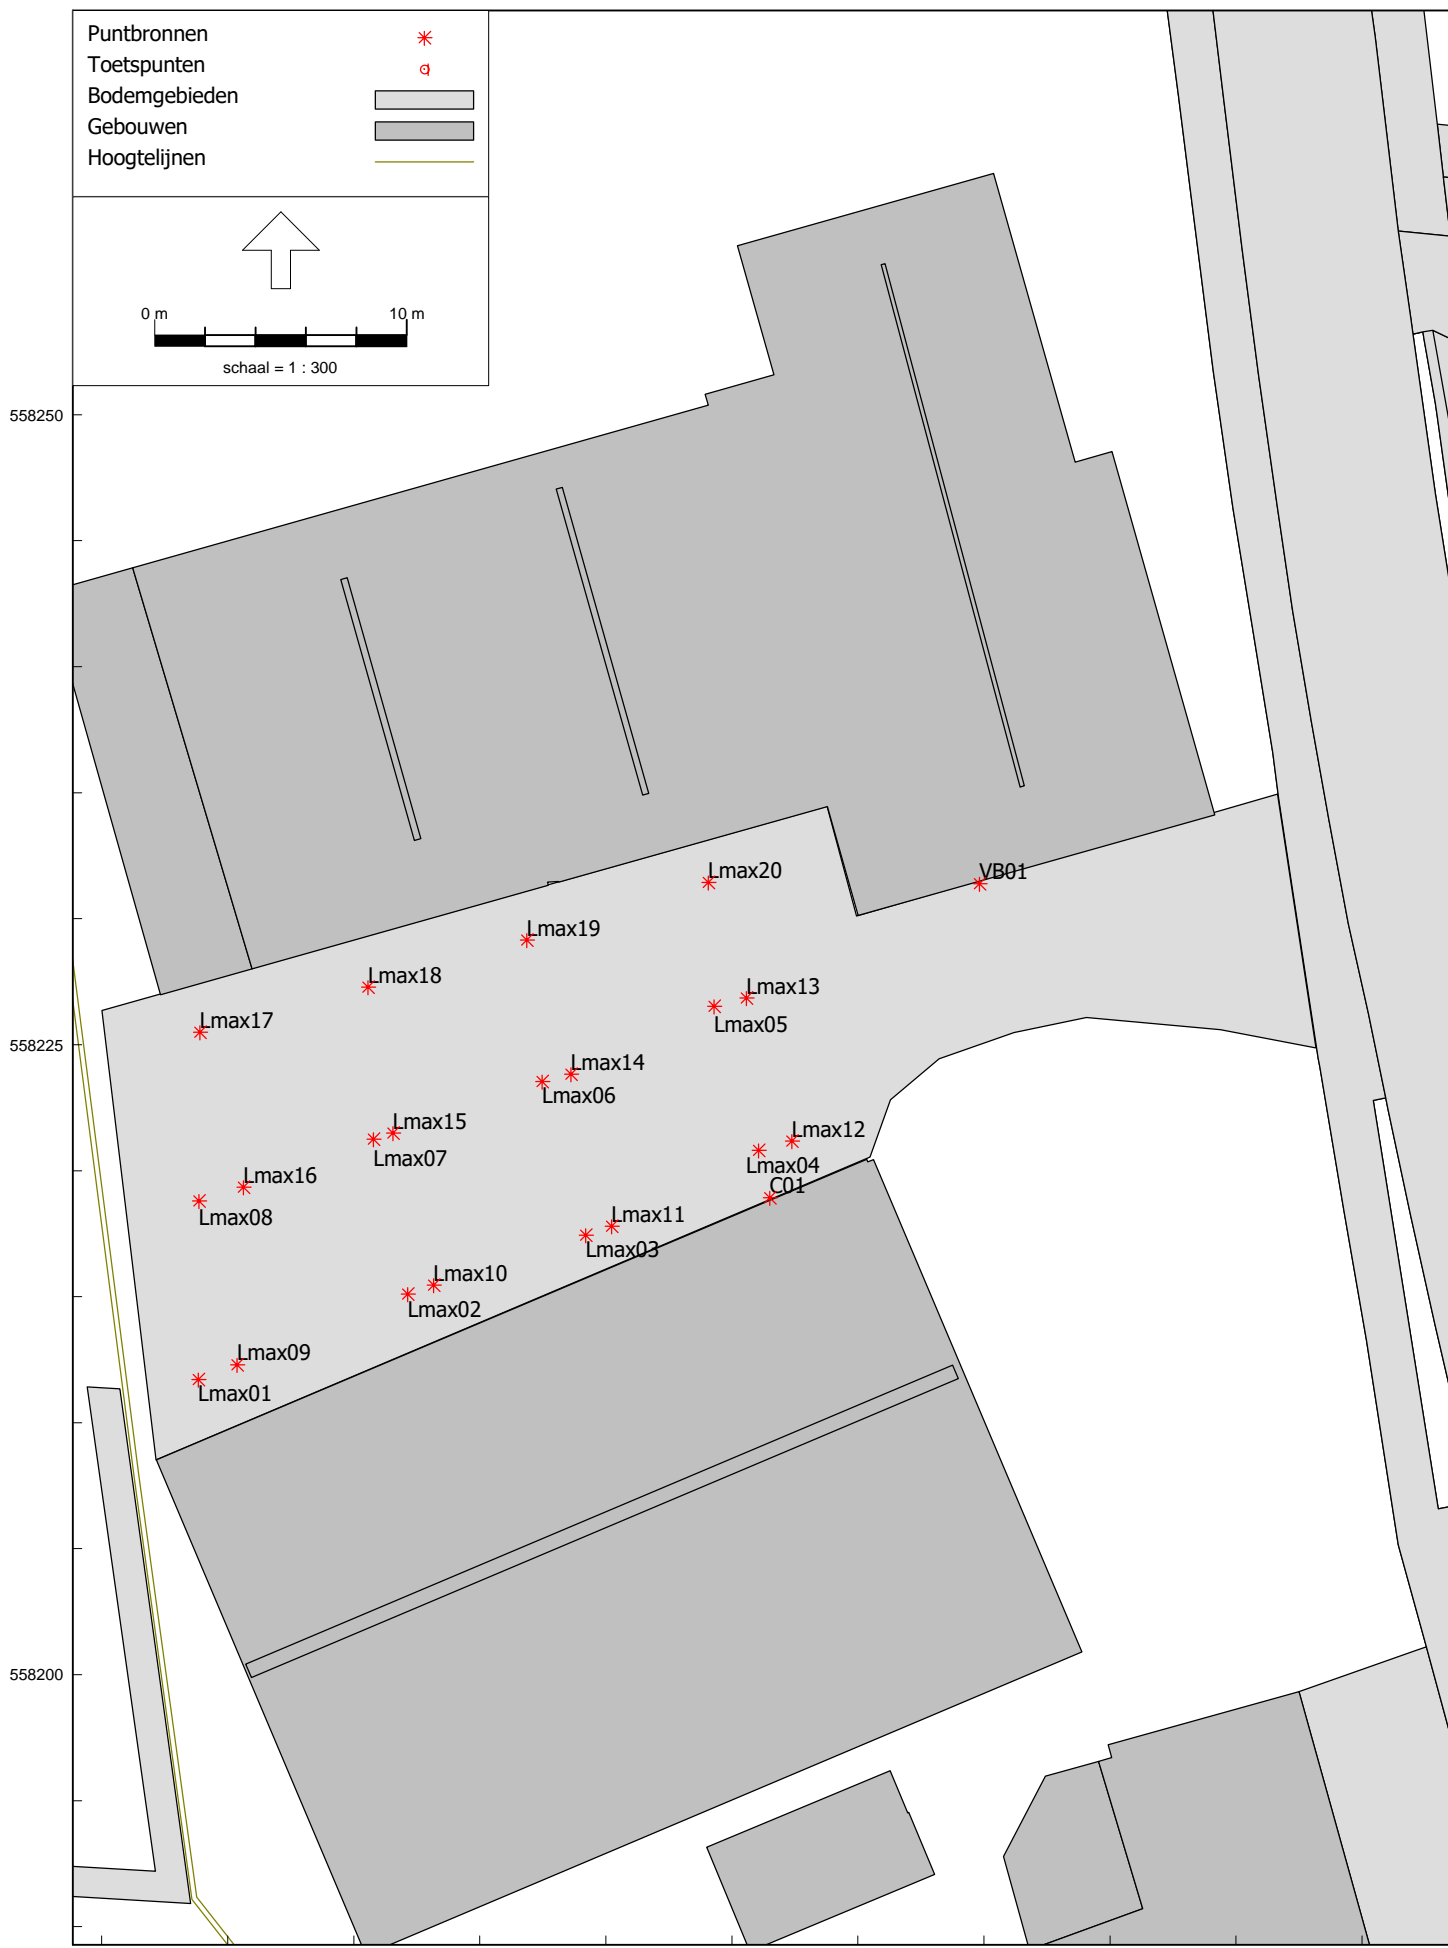 Puntbronnen
Toetspunten
Bodemgebieden
Gebouwen
Hoogtelijnen
0 m 10 m
schaal = 1 : 300
558250
Lmax20
VB01
Lmax19
Lmax18
Lmax13
Lmax17
Lmax05
558225
Lmax14
Lmax06
Lmax15
Lmax12
Lmax07
Lmax04
Lmax16
C01
Lmax08
Lmax11
Lmax03
Lmax10
Lmax02
Lmax09
Lmax01
558200